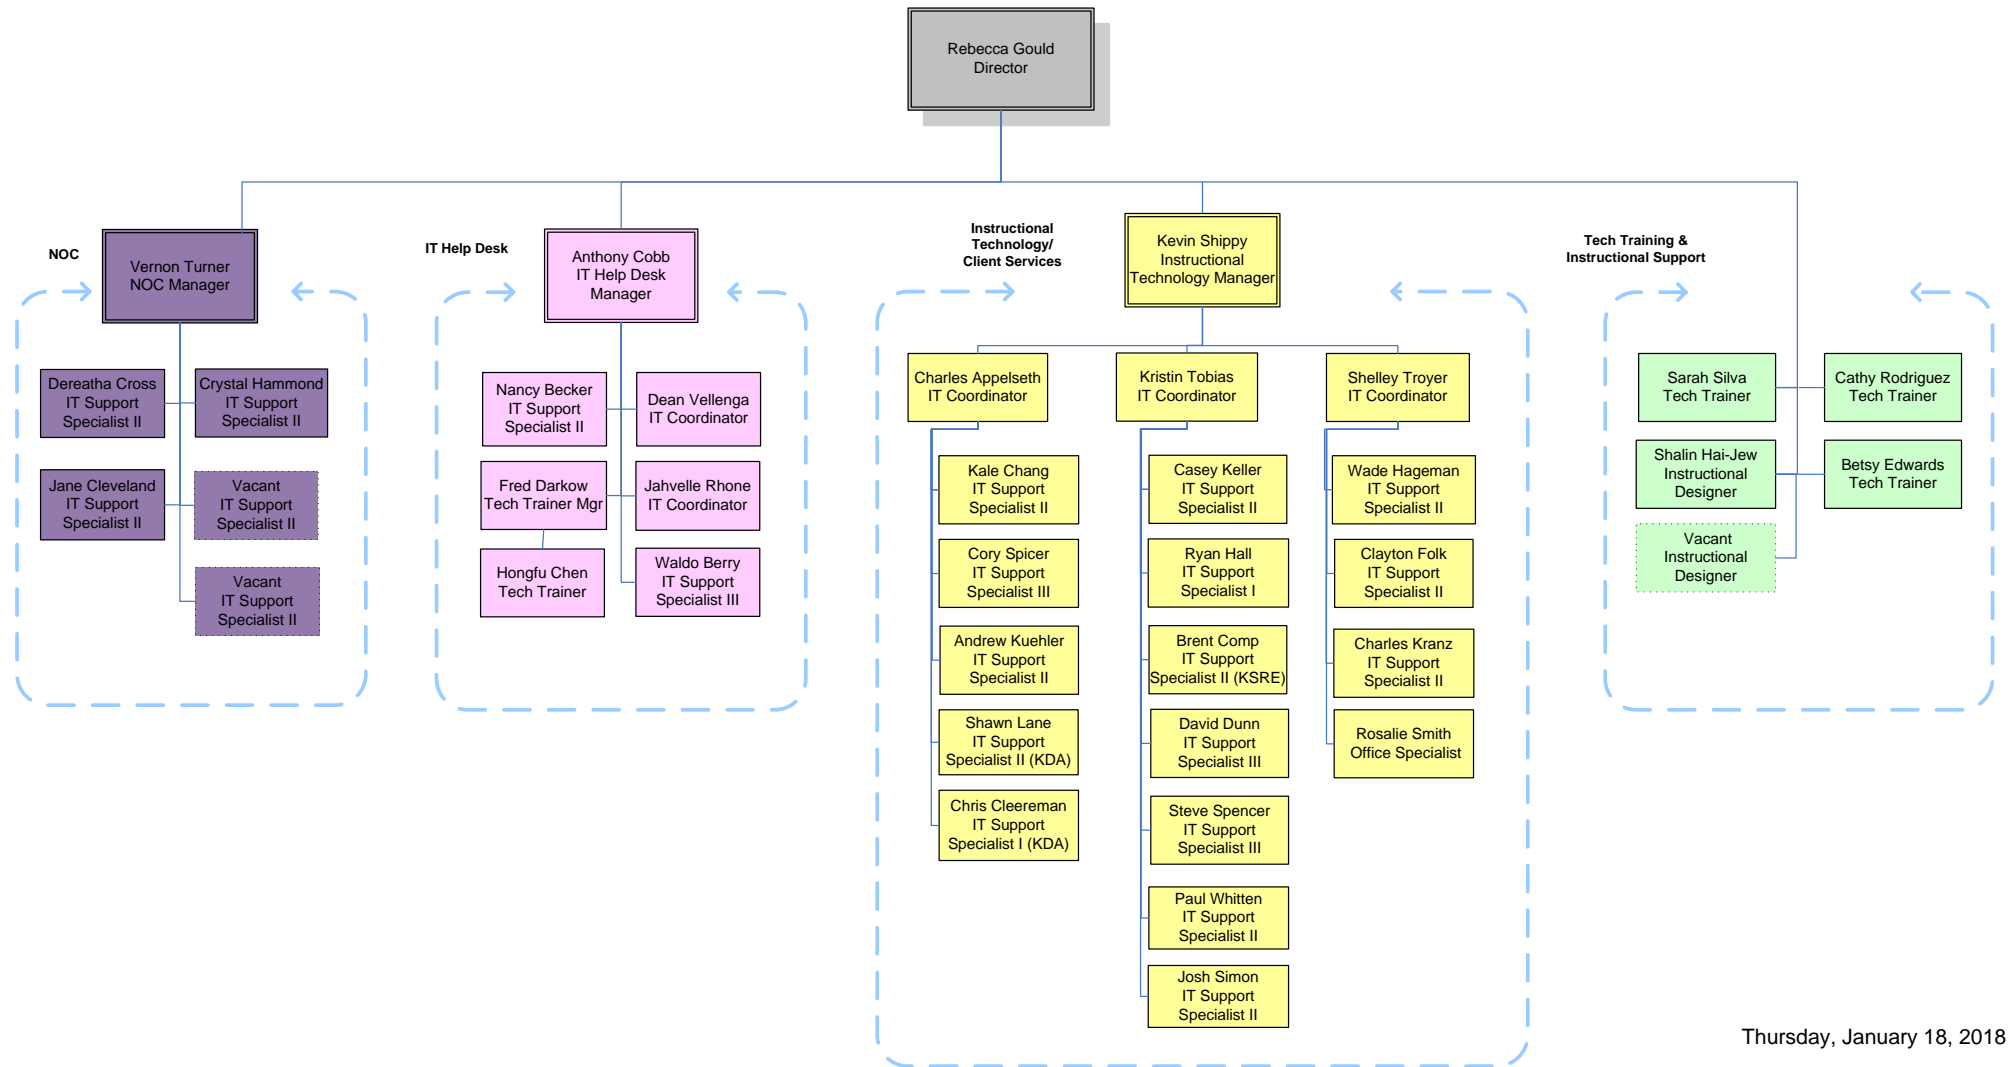 Rebecca Gould
Director
NOC
Vernon Turner
NOC Manager
Dereatha Cross
IT Support
Specialist II
Crystal Hammond
IT Support
Specialist II
Jane Cleveland
IT Support
Specialist II
Vacant
IT Support
Specialist II
Vacant
IT Support
Specialist II
IT Help Desk
Anthony Cobb
IT Help Desk
Manager
Nancy Becker
IT Support
Specialist II
Dean Vellenga
IT Coordinator
Fred Darkow
Tech Trainer Mgr
Jahvelle Rhone
IT Coordinator
Hongfu Chen
Tech Trainer
Waldo Berry
IT Support
Specialist III
Instructional
Technology/
Client Services
Kevin Shippy
Instructional
Technology Manager
Charles Appelseth
IT Coordinator
Kale Chang
IT Support
Specialist II
Cory Spicer
IT Support
Specialist III
Andrew Kuehler
IT Support
Specialist II
Shawn Lane
IT Support
Specialist II (KDA)
Chris Cleereman
IT Support
Specialist I (KDA)
Kristin Tobias
IT Coordinator
Casey Keller
IT Support
Specialist II
Ryan Hall
IT Support
Specialist I
Brent Comp
IT Support
Specialist II (KSRE)
David Dunn
IT Support
Specialist III
Steve Spencer
IT Support
Specialist III
Paul Whitten
IT Support
Specialist II
Josh Simon
IT Support
Specialist II
Shelley Troyer
IT Coordinator
Wade Hageman
IT Support
Specialist II
Clayton Folk
IT Support
Specialist II
Charles Kranz
IT Support
Specialist II
Rosalie Smith
Office Specialist
Tech Training &
Instructional Support
Sarah Silva
Tech Trainer
Cathy Rodriguez
Tech Trainer
Shalin Hai-Jew
Instructional
Designer
Betsy Edwards
Tech Trainer
Vacant
Instructional
Designer
Thursday, January 18, 2018